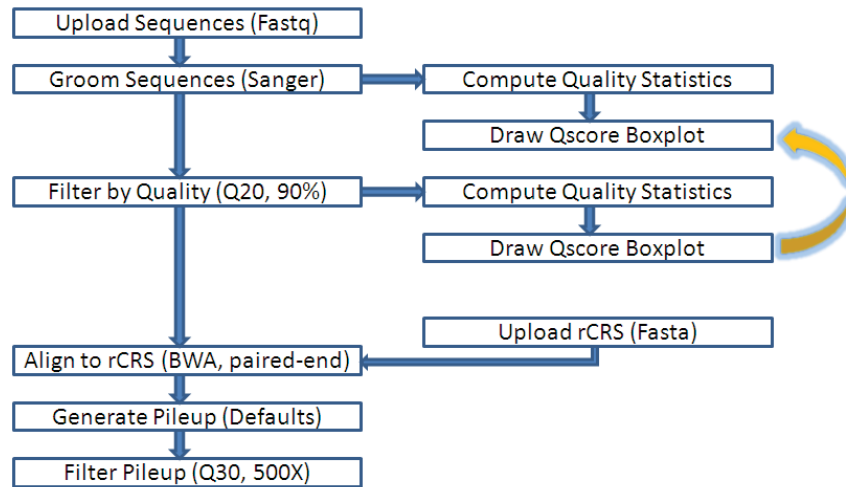 Upload Sequences (Fastq)
Groom Sequences (Sanger)
Compute Quality Statistics
Draw Qscore Boxplot
Filter by Quality (Q20, 90%)
Compute Quality Statistics
Draw Qscore Boxplot
Upload rCRS (Fasta)
Align to rCRS (BWA, paired-end)
Generate Pileup (Defaults)
Filter Pileup (Q30, 500X)